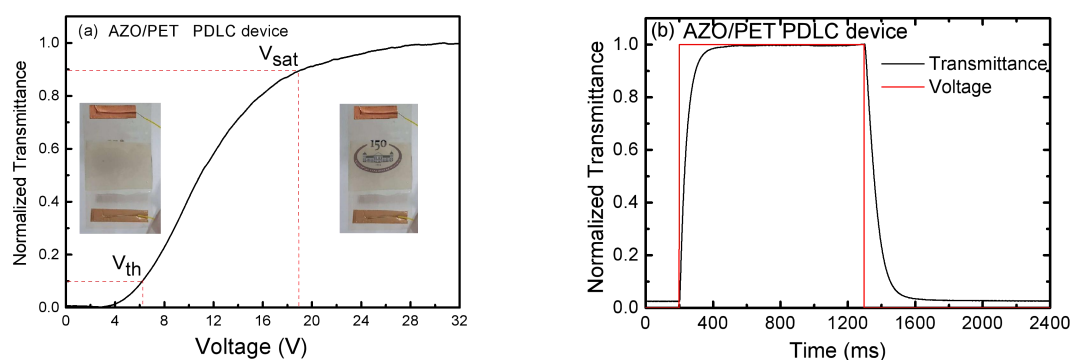 (a) AZO/PET PDLC device
Normalized Transmittance
1.0
0.8
0.6
0.4
0.2
0.0
Vsat
Vth
150
0 4 8 12 16 20 24 28 32
Voltage (V)
(b) AZO/PET PDLC device
Normalized Transmittance
1.0
0.8
0.6
0.4
0.2
0.0
Transmittance
Voltage
0 400 800 1200 1600 2000 2400
Time (ms)